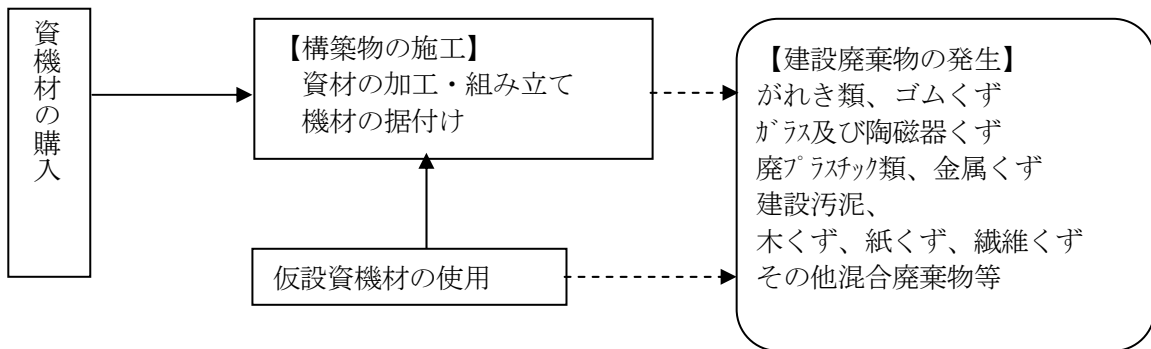 資機材の購入
【構築物の施工】
資材の加工・組み立て
機材の据付け
仮設資機材の使用
【建設廃棄物の発生】
がれき類、ゴムくず
ｶﾞﾗｽ及び陶磁器くず
廃ﾌﾟﾗｽﾁｯｸ類、金属くず
建設汚泥、
木くず、紙くず、繊維くず
その他混合廃棄物等